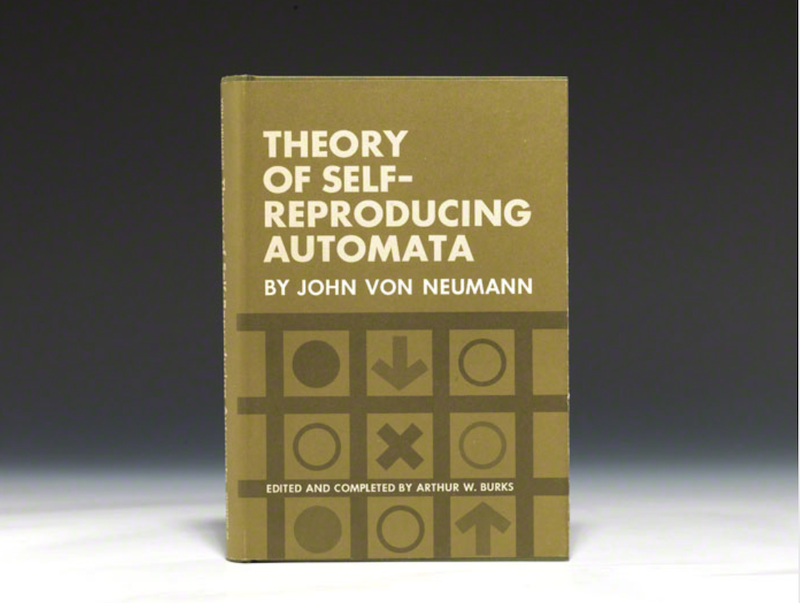 THEORY
OF SELF-
REPRODUCING
AUTOMATA
BY JOHN VON NEUMANN
EDITED AND COMPLETED BY ARTHUR W. BURKS